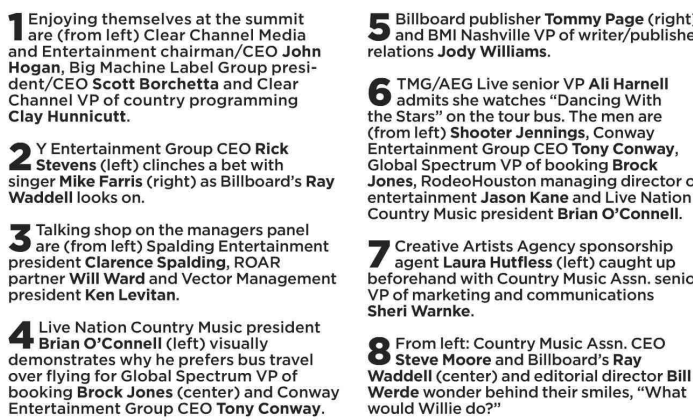 1 Enjoying themselves at the summit
are (from left) Clear Channel Media
and Entertainment chairman/CEO John
Hogan, Big Machine Label Group presi-
dent/CEO Scott Borchetta and Clear
Channel VP of country programming
Clay Hunnicutt.
2 Y Entertainment Group CEO Rick
Stevens (left) clinches a bet with
singer Mike Farris (right) as Billboard’s Ray
Waddell looks on.
3 Talking shop on the managers panel
are (from left) Spalding Entertainment
president Clarence Spalding, ROAR
partner Will Ward and Vector Management
president Ken Levitan.
4 Live Nation Country Music president
Brian O’Connell (left) visually
demonstrates why he prefers bus travel
over flying for Global Spectrum VP of
booking Brock Jones (center) and Conway
Entertainment Group CEO Tony Conway.
5 Billboard publisher Tommy Page (right)
and BMI Nashville VP of writer/publishe
relations Jody Williams.
6 TMG/AEG Live senior VP Ali Harnell
admits she watches “Dancing With
the Stars” on the tour bus. The men are
(from left) Shooter Jennings, Conway
Entertainment Group CEO Tony Conway,
Global Spectrum VP of booking Brock
Jones, RodeoHouston managing director o
entertainment Jason Kane and Live Nation
Country Music president Brian O’Connell.
7 Creative Artists Agency sponsorship
agent Laura Hutfless (left) caught up
beforehand with Country Music Assn. senio
VP of marketing and communications
Sheri Warnke.
8 From left: Country Music Assn. CEO
Steve Moore and Billboard’s Ray
Waddell (center) and editorial director Bill
Werde wonder behind their smiles, “What
would Willie do?”